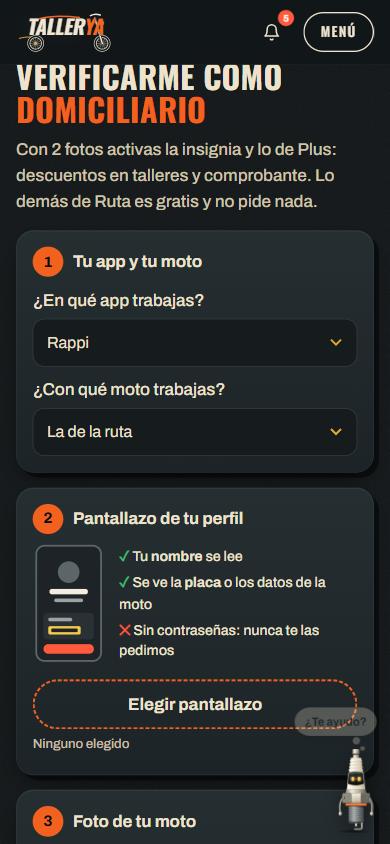 TALLERYA
5
MENÚ
VERIFICARME COMO
DOMICILIARIO
Con 2 fotos activas la insignia y lo de Plus:
descuentos en talleres y comprobante. Lo
demás de Ruta es gratis y no pide nada.
1 Tu app y tu moto
¿En qué app trabajas?
Rappi
¿Con qué moto trabajas?
La de la ruta
2 Pantallazo de tu perfil
✓ Tu nombre se lee
✓ Se ve la placa o los datos de la
moto
✕ Sin contraseñas: nunca te las
pedimos
Elegir pantallazo
¿Te ayudo?
Ninguno elegido
3 Foto de tu moto